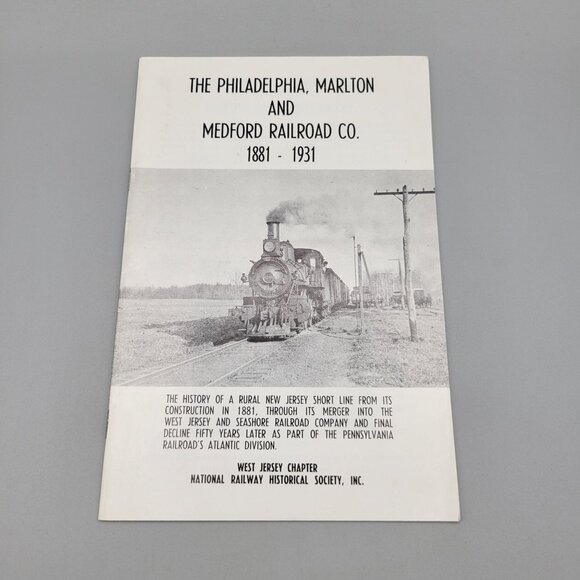 THE PHILADELPHIA, MARLTON
AND
MEDFORD RAILROAD CO.
1881 - 1931
THE HISTORY OF A RURAL NEW JERSEY SHORT LINE FROM ITS
CONSTRUCTION IN 1881, THROUGH ITS MERGER INTO THE
WEST JERSEY AND SEASHORE RAILROAD COMPANY AND FINAL
DECLINE FIFTY YEARS LATER AS PART OF THE PENNSYLVANIA
RAILROAD'S ATLANTIC DIVISION.
WEST JERSEY CHAPTER
NATIONAL RAILWAY HISTORICAL SOCIETY, INC.